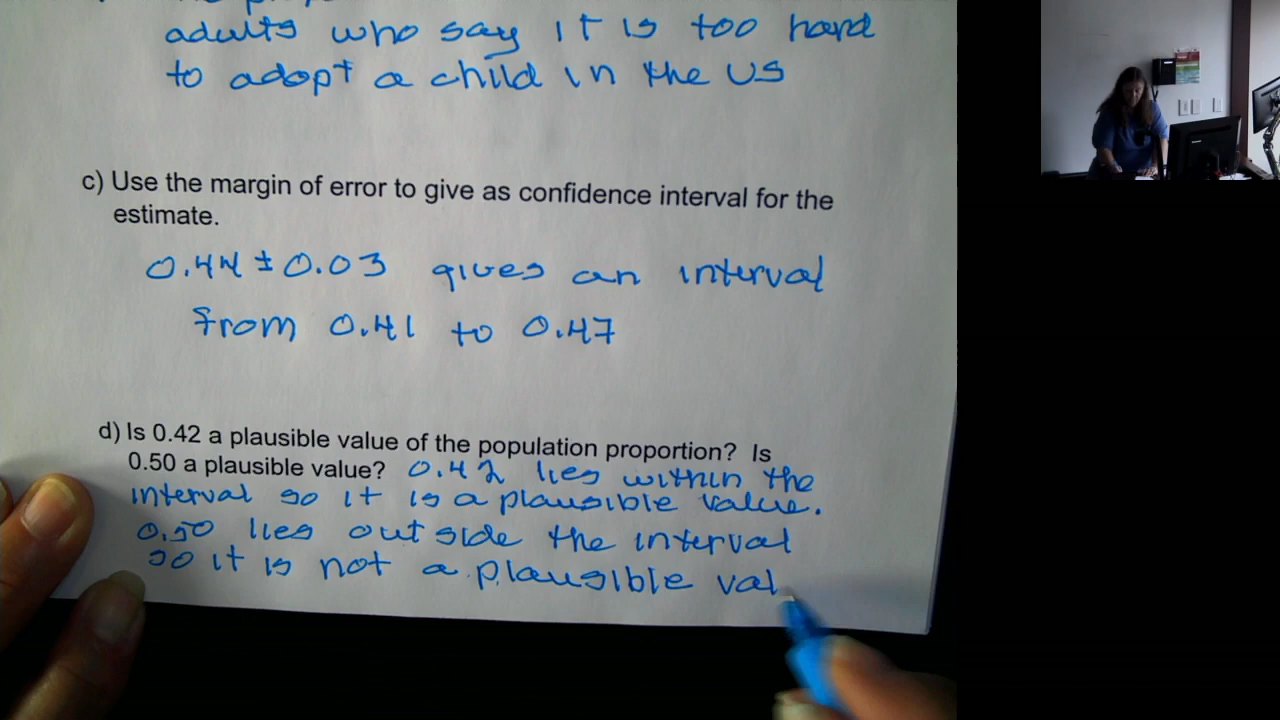 adults who say it is too hard
to adopt a child in the US
c) Use the margin of error to give as confidence interval for the
estimate.
0.44 ± 0.03 gives an interval
from 0.41 to 0.47
d) Is 0.42 a plausible value of the population proportion? Is
0.50 a plausible value? 0.42 lies within the
interval so it is a plausible value.
0.50 lies outside the interval
so it is not a plausible val